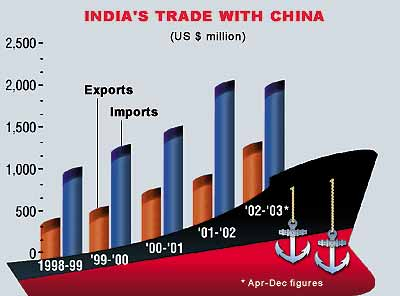 INDIA'S TRADE WITH CHINA
(US $ million)
2,500
2,000
1,500
1,000
500
0
Exports
Imports
1998-99
'99-'00
'00-'01
'01-'02
'02-'03*
* Apr-Dec figures